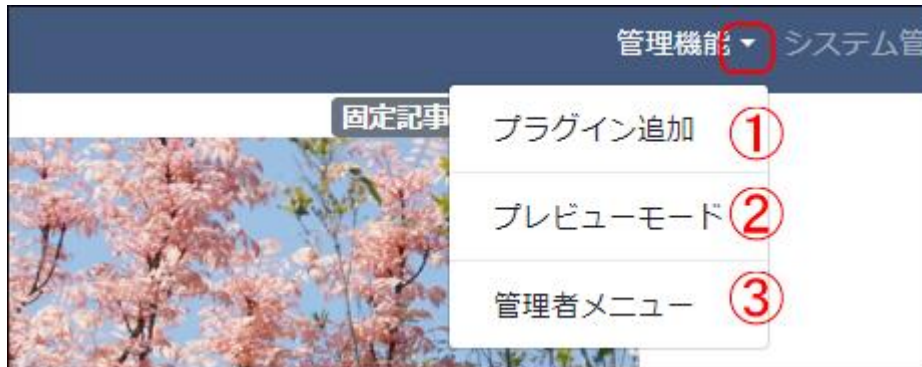 管理機能 システム管
固定記事
プラグイン追加 ①
プレビューモード ②
管理者メニュー ③